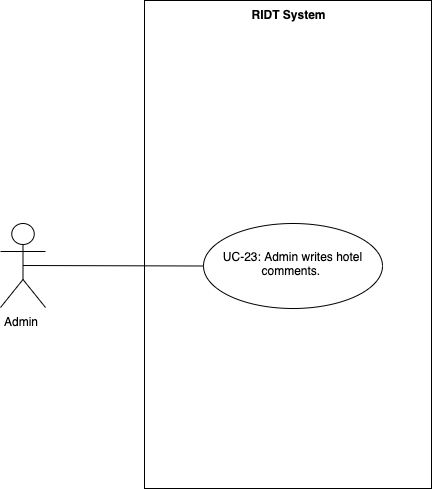 RIDT System
UC-23: Admin writes hotel
comments.
Admin